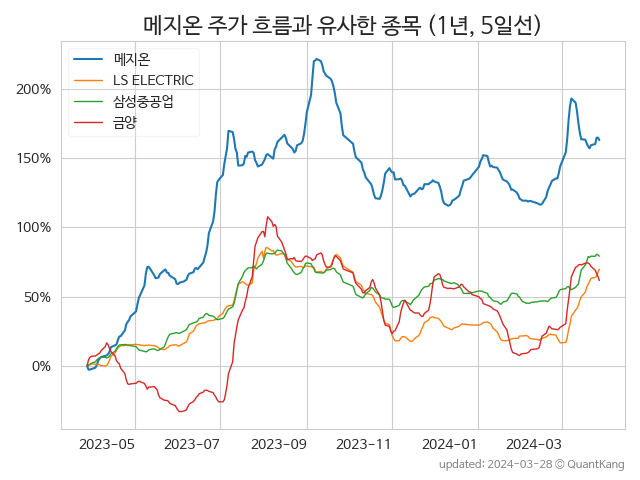 메지온 주가 흐름과 유사한 종목 (1년, 5일선)
메지온
LS ELECTRIC
삼성중공업
금양
200%
150%
100%
50%
0%
2023-05 2023-07 2023-09 2023-11 2024-01 2024-03
updated: 2024-03-28 © QuantKang